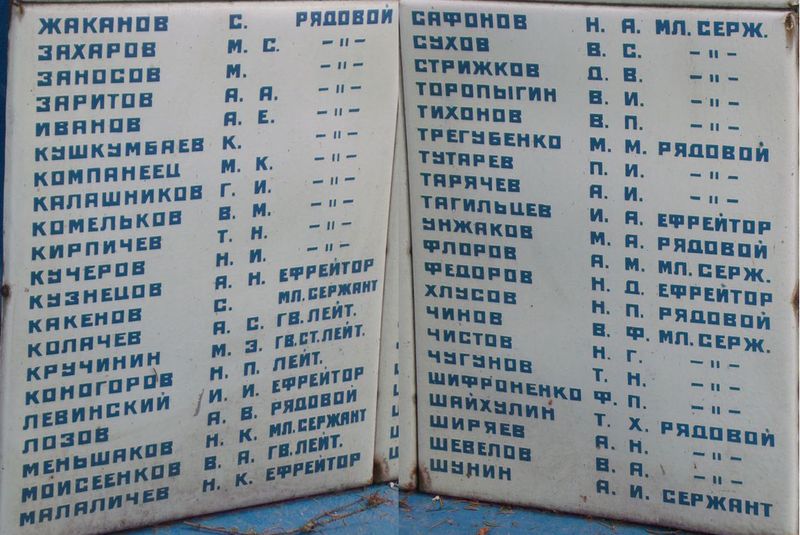 ЖАКАНОВ С. РЯДОВОЙ
ЗАХАРОВ М. С. –"–
ЗАНОСОВ М. –"–
ЗАРИТОВ А. А. –"–
ИВАНОВ А. Е. –"–
КУШКУМБАЕВ К. –"–
КОМПАНЕЕЦ М. К. –"–
КАЛАШНИКОВ Г. И. –"–
КОМЕЛЬКОВ В. М. –"–
КИРПИЧЕВ Т. Н. –"–
КУЧЕРОВ Н. И. –"–
КУЗНЕЦОВ А. Н. ЕФРЕЙТОР
КАКЕНОВ С. МЛ.СЕРЖАНТ
КОЛАЧЕВ А. С. ГВ.ЛЕЙТ.
КРУЧИНИН М. З. ГВ.СТ.ЛЕЙТ.
КОНОГОРОВ Н. П. ЛЕЙТ.
ЛЕВИНСКИЙ И. И. ЕФРЕЙТОР
ЛОЗОВ А. В. РЯДОВОЙ
МЕНЬШАКОВ Н. К. МЛ.СЕРЖАНТ
МОИСЕЕНКОВ В. А. ГВ.ЛЕЙТ.
МАЛАЛИЧЕВ Н. К. ЕФРЕЙТОР
САФОНОВ Н. А. МЛ. СЕРЖ.
СУХОВ В. С. –"–
СТРИЖКОВ Д. В. –"–
ТОРОПЫГИН В. И. –"–
ТИХОНОВ В. П. –"–
ТРЕГУБЕНКО М. М. РЯДОВОЙ
ТУТАРЕВ П. И. –"–
ТАРЯЧЕВ А. И. –"–
ТАГИЛЬЦЕВ И. А. ЕФРЕЙТОР
УНЖАКОВ М. А. РЯДОВОЙ
ФЛОРОВ А. М. МЛ. СЕРЖ.
ФЕДОРОВ Н. Д. ЕФРЕЙТОР
ХЛУСОВ Н. П. РЯДОВОЙ
ЧИНОВ В. Ф. МЛ. СЕРЖ.
ЧИСТОВ Н. Г. –"–
ЧУГУНОВ Т. Н. –"–
ШИФРОНЕНКО Ф. П. –"–
ШАЙХУЛИН Т. Х. РЯДОВОЙ
ШИРЯЕВ А. Н. –"–
ШЕВЕЛОВ В. А. –"–
ШУНИН А. И. СЕРЖАНТ